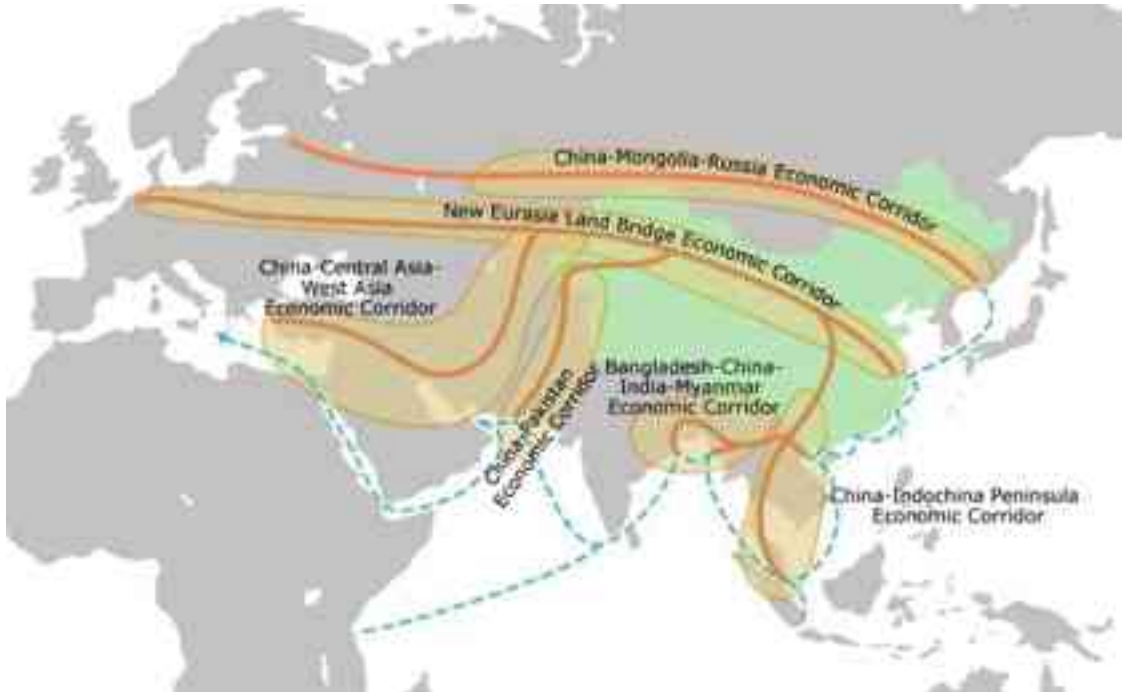 China-Mongolia-Russia Economic Corridor
New Eurasia Land Bridge Economic Corridor
China-Central Asia-
West Asia
Economic Corridor
China-Pakistan
Economic Corridor
Bangladesh-China-
India-Myanmar
Economic Corridor
China-Indochina Peninsula
Economic Corridor